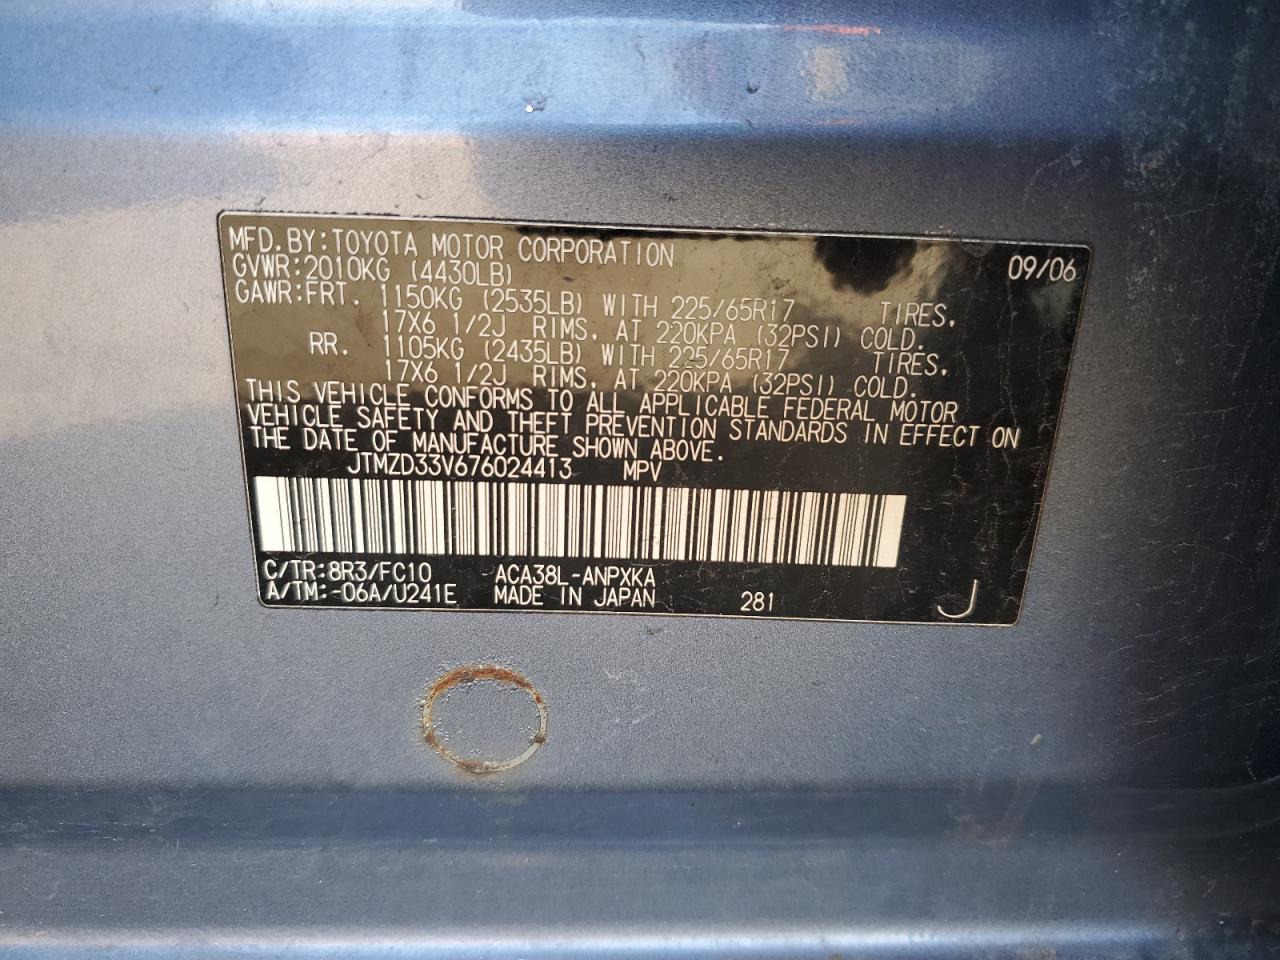 MFD.BY:TOYOTA MOTOR CORPORATION 09/06
GVWR:2010KG (4430LB)
GAWR:FRT. 1150KG (2535LB) WITH 225/65R17 TIRES,
17X6 1/2J RIMS, AT 220KPA (32PSI) COLD.
RR. 1105KG (2435LB) WITH 225/65R17 TIRES,
17X6 1/2J RIMS, AT 220KPA (32PSI) COLD.
THIS VEHICLE CONFORMS TO ALL APPLICABLE FEDERAL MOTOR
VEHICLE SAFETY AND THEFT PREVENTION STANDARDS IN EFFECT ON
THE DATE OF MANUFACTURE SHOWN ABOVE.
JTMZD33V676024413 MPV
C/TR:8R3/FC10 ACA38L-ANPXKA
A/TM:-06A/U241E MADE IN JAPAN 281 J